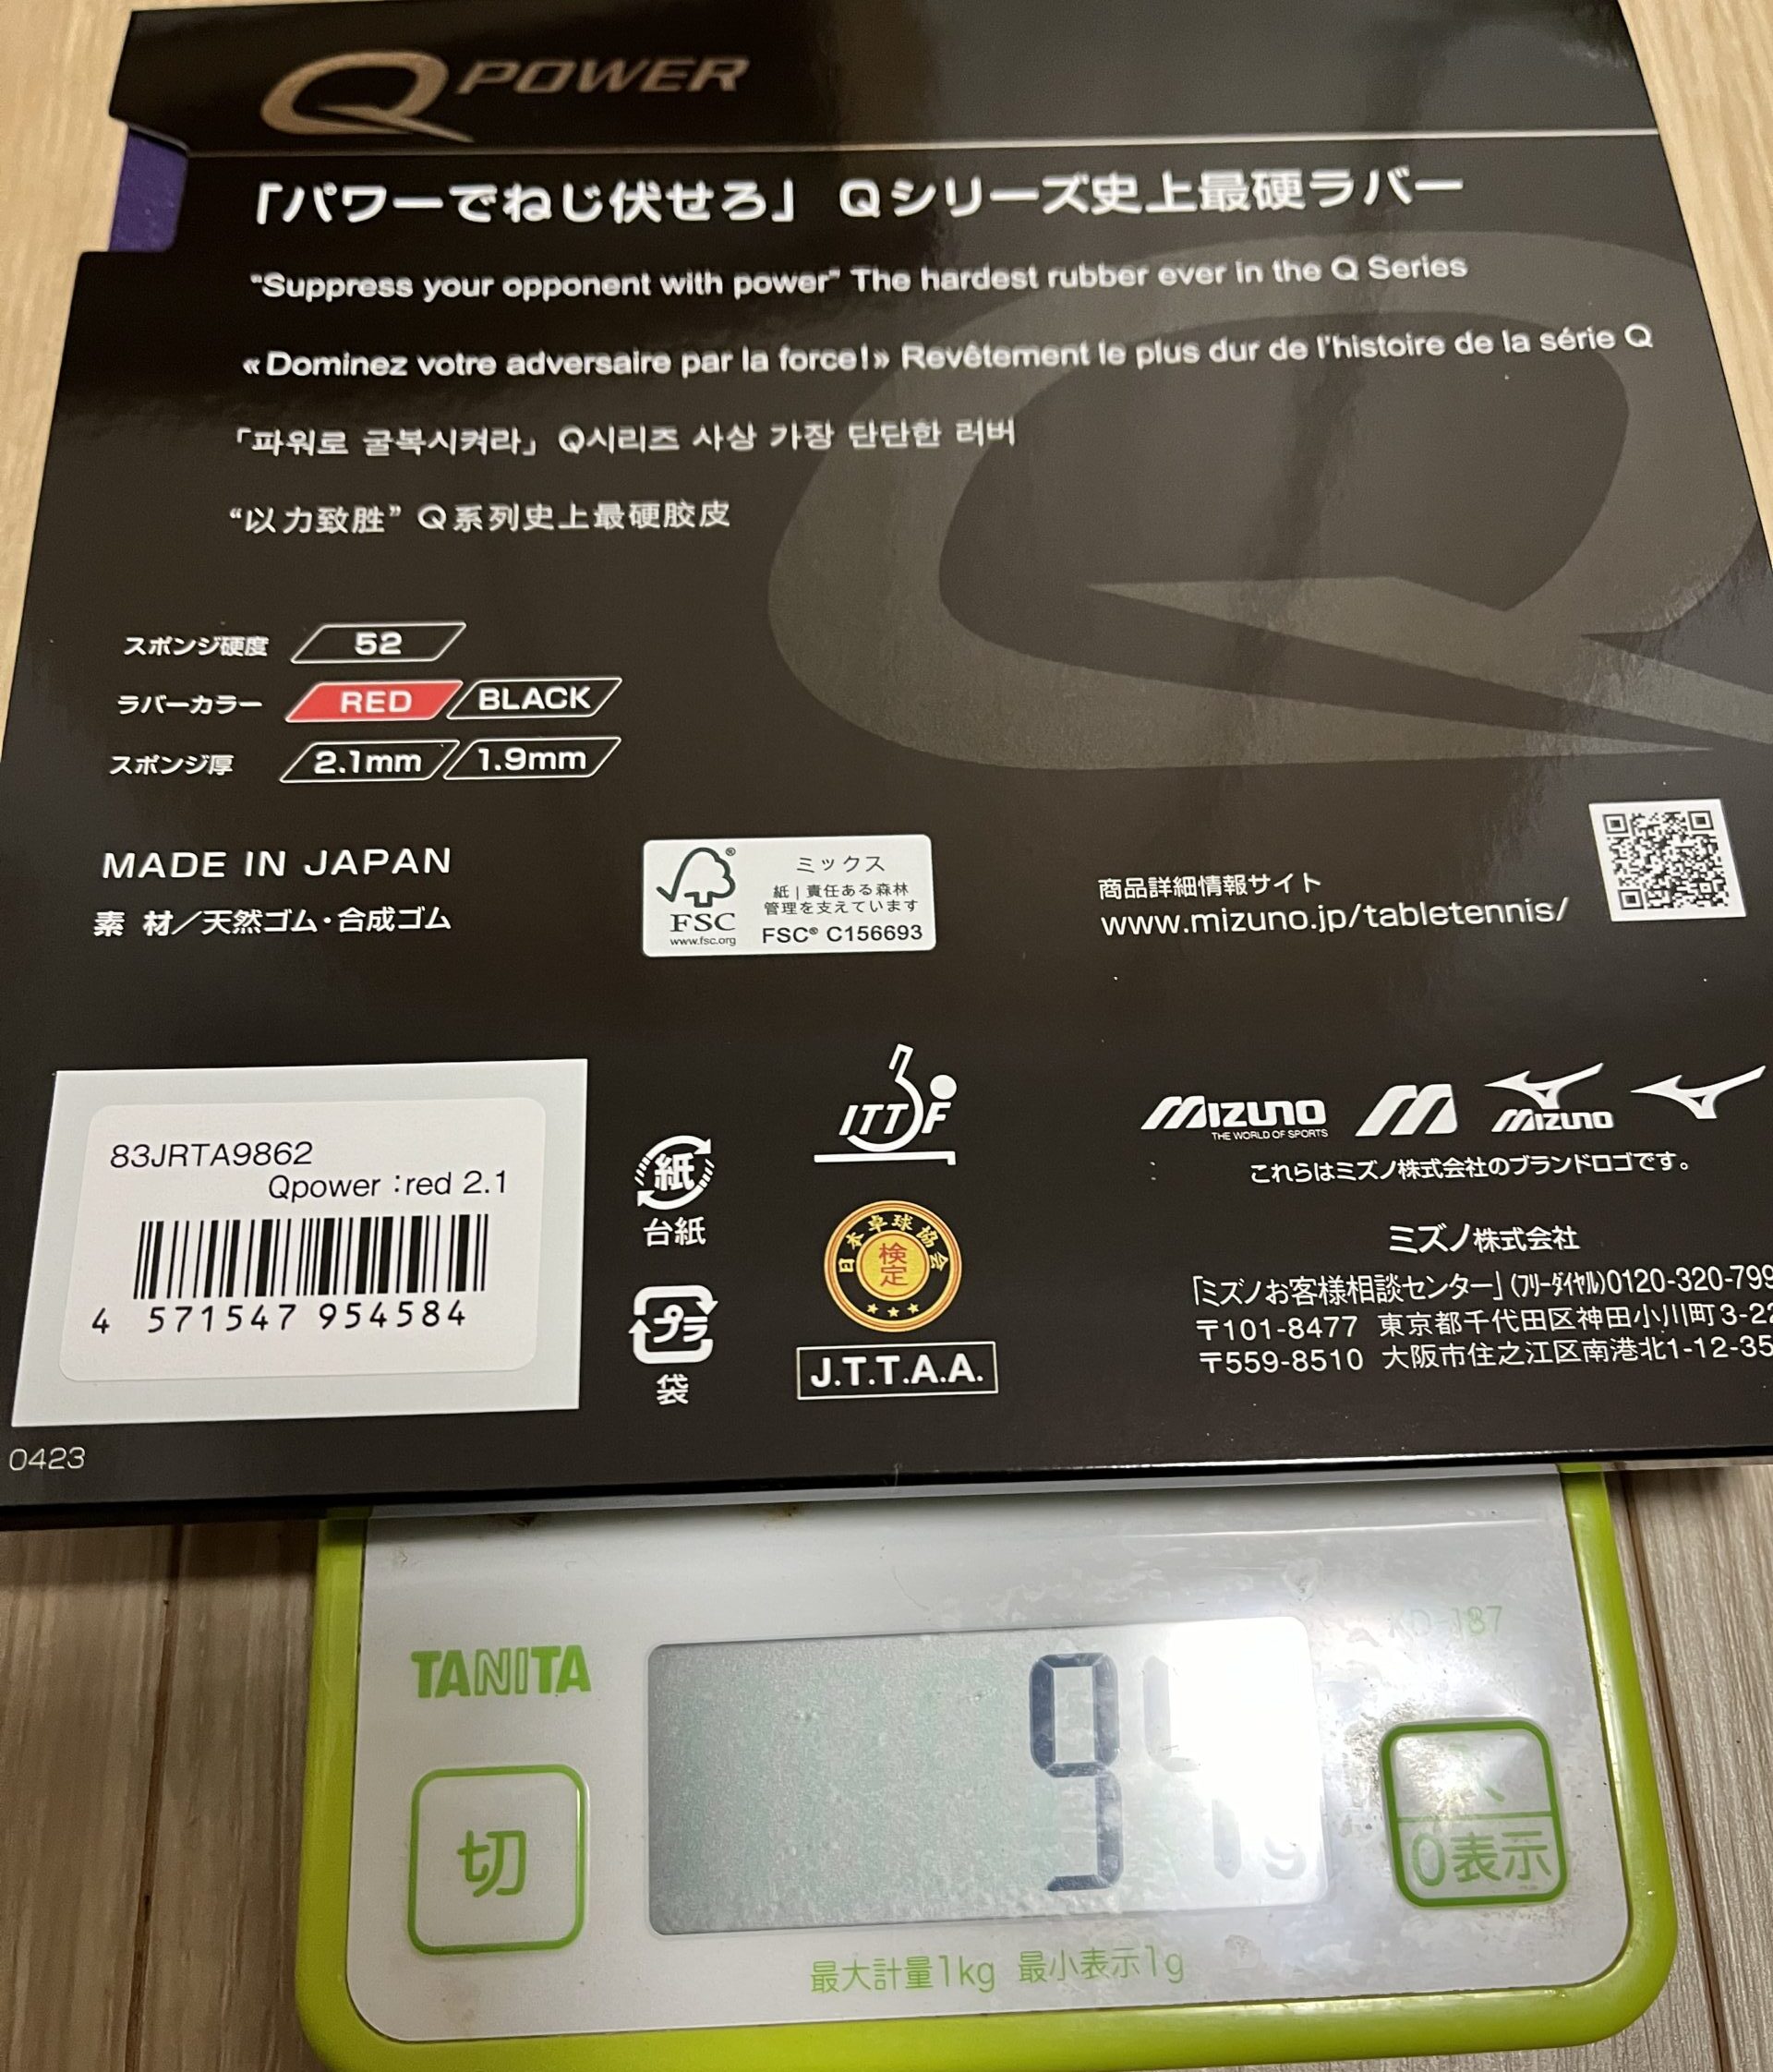 Q POWER
「パワーでねじ伏せろ」 Qシリーズ史上最硬ラバー
"Suppress your opponent with power" The hardest rubber ever in the Q Series
« Dominez votre adversaire par la force!» Revêtement le plus dur de l'histoire de la série Q
「파워로 굴복시켜라」 Q시리즈 사상 가장 단단한 러버
“以力致胜” Q系列史上最硬胶皮
スポンジ硬度 52
ラバーカラー RED BLACK
スポンジ厚 2.1mm 1.9mm
MADE IN JAPAN
素 材／天然ゴム・合成ゴム
FSC
www.fsc.org
ミックス
紙 | 責任ある森林
管理を支えています
FSC® C156693
商品詳細情報サイト
www.mizuno.jp/tabletennis/
83JRTA9862
Qpower :red 2.1
4 571547 954584
0423
紙
台紙
プラ
袋
ITTF
日本卓球協会
検定
J.T.T.A.A.
MIZUNO
THE WORLD OF SPORTS
M
MIZUNO
これらはミズノ株式会社のブランドロゴです。
ミズノ株式会社
「ミズノお客様相談センター」(フリーダイヤル)0120-320-799
〒101-8477 東京都千代田区神田小川町3-22
〒559-8510 大阪市住之江区南港北1-12-35
TANITA
KD-187
9 g
切
0表示
最大計量1kg 最小表示1g